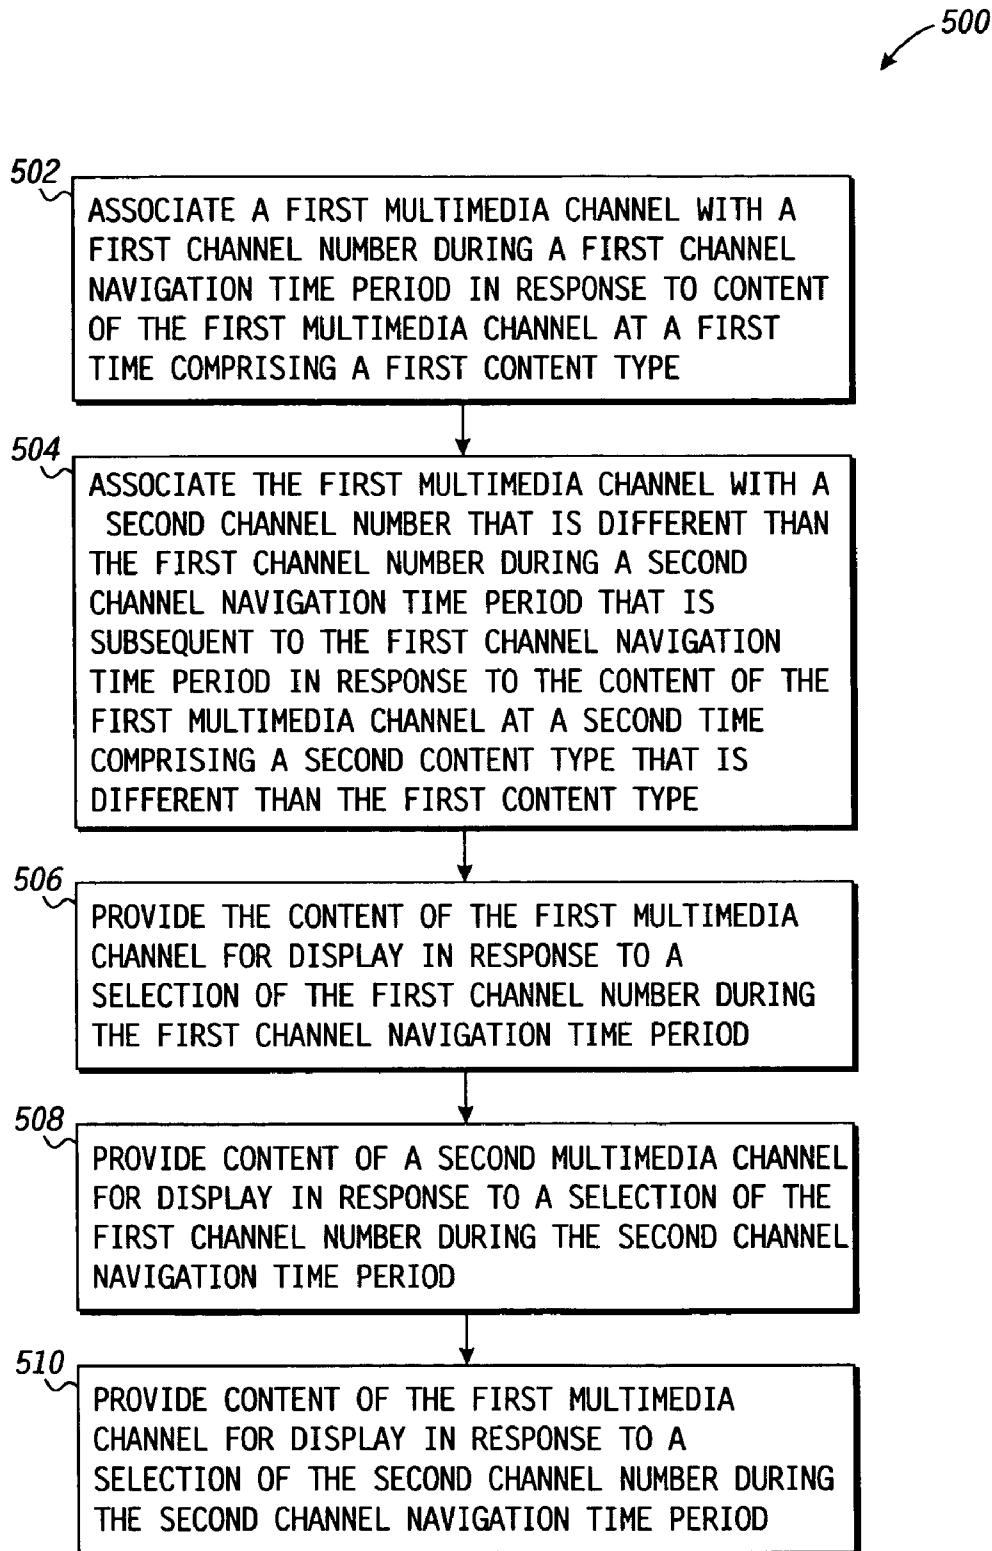 500
502
ASSOCIATE A FIRST MULTIMEDIA CHANNEL WITH A
FIRST CHANNEL NUMBER DURING A FIRST CHANNEL
NAVIGATION TIME PERIOD IN RESPONSE TO CONTENT
OF THE FIRST MULTIMEDIA CHANNEL AT A FIRST
TIME COMPRISING A FIRST CONTENT TYPE
504
ASSOCIATE THE FIRST MULTIMEDIA CHANNEL WITH A
SECOND CHANNEL NUMBER THAT IS DIFFERENT THAN
THE FIRST CHANNEL NUMBER DURING A SECOND
CHANNEL NAVIGATION TIME PERIOD THAT IS
SUBSEQUENT TO THE FIRST CHANNEL NAVIGATION
TIME PERIOD IN RESPONSE TO THE CONTENT OF THE
FIRST MULTIMEDIA CHANNEL AT A SECOND TIME
COMPRISING A SECOND CONTENT TYPE THAT IS
DIFFERENT THAN THE FIRST CONTENT TYPE
506
PROVIDE THE CONTENT OF THE FIRST MULTIMEDIA
CHANNEL FOR DISPLAY IN RESPONSE TO A
SELECTION OF THE FIRST CHANNEL NUMBER DURING
THE FIRST CHANNEL NAVIGATION TIME PERIOD
508
PROVIDE CONTENT OF A SECOND MULTIMEDIA CHANNEL
FOR DISPLAY IN RESPONSE TO A SELECTION OF THE
FIRST CHANNEL NUMBER DURING THE SECOND CHANNEL
NAVIGATION TIME PERIOD
510
PROVIDE CONTENT OF THE FIRST MULTIMEDIA
CHANNEL FOR DISPLAY IN RESPONSE TO A
SELECTION OF THE SECOND CHANNEL NUMBER DURING
THE SECOND CHANNEL NAVIGATION TIME PERIOD